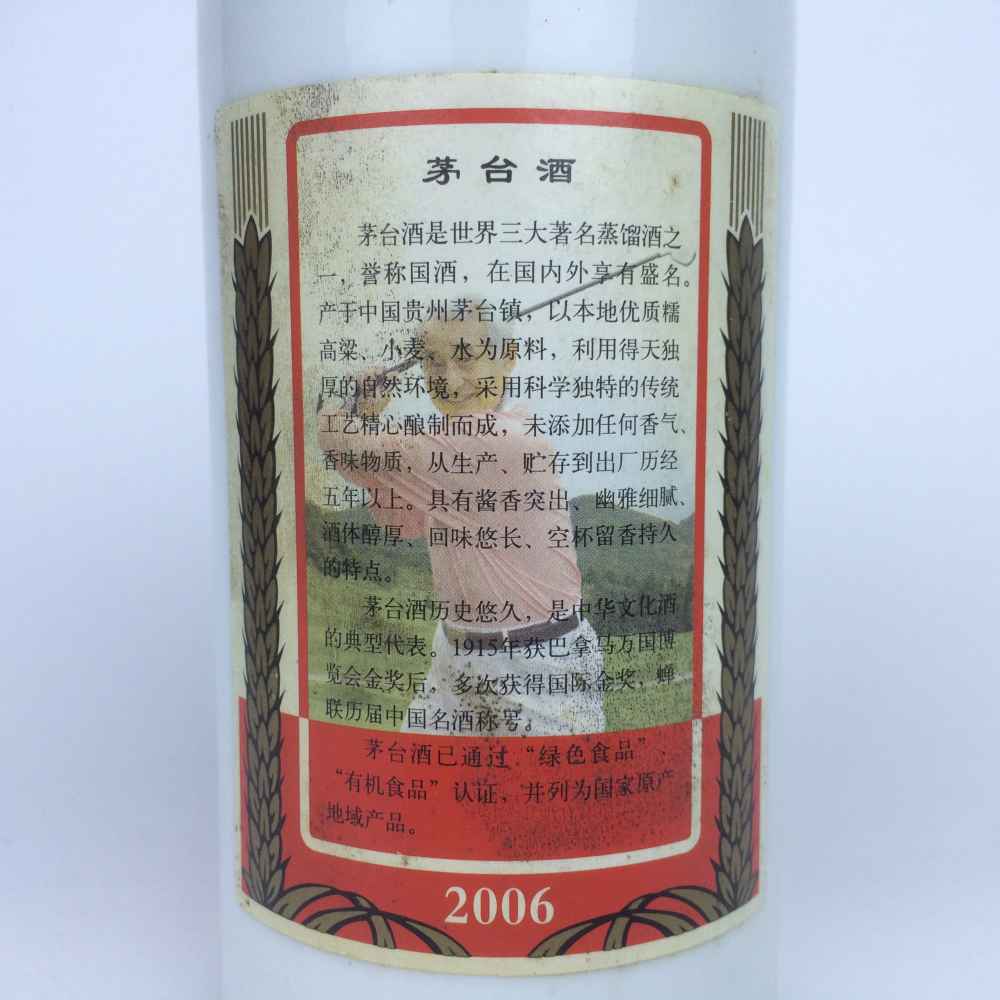 茅台酒
茅台酒是世界三大著名蒸馏酒之
一，誉称国酒，在国内外享有盛名。
产于中国贵州茅台镇，以本地优质糯
高粱、小麦、水为原料，利用得天独
厚的自然环境，采用科学独特的传统
工艺精心酿制而成，未添加任何香气、
香味物质，从生产、贮存到出厂历经
五年以上。具有酱香突出、幽雅细腻、
酒体醇厚、回味悠长、空杯留香持久
的特点。
茅台酒历史悠久，是中华文化酒
的典型代表。1915年获巴拿马万国博
览会金奖后，多次获得国际金奖，蝉
联历届中国名酒称号。
茅台酒已通过“绿色食品”、
“有机食品”认证，并列为国家原产
地域产品。
2006